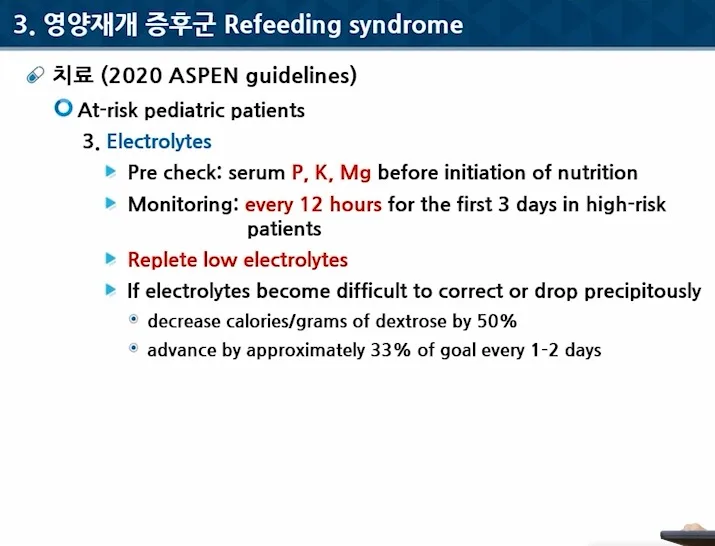 3. 영양재개 증후군 Refeeding syndrome
치료 (2020 ASPEN guidelines)
At-risk pediatric patients
3. Electrolytes
Pre check: serum P, K, Mg before initiation of nutrition
Monitoring: every 12 hours for the first 3 days in high-risk
patients
Replete low electrolytes
If electrolytes become difficult to correct or drop precipitously
decrease calories/grams of dextrose by 50%
advance by approximately 33% of goal every 1-2 days